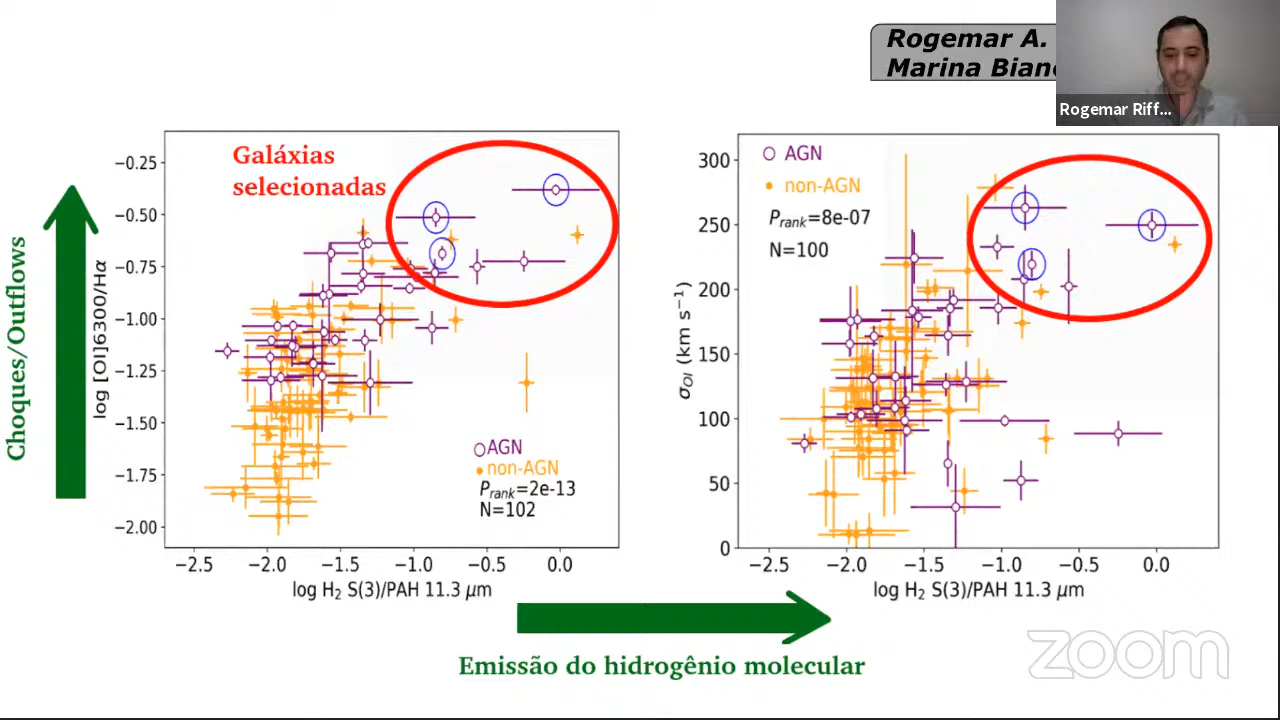 Rogemar A.
Marina Bian
Rogemar Riff...
Galáxias
selecionadas
Choques/Outflows
log [OI]6300/Hα
−0.25
−0.50
−0.75
−1.00
−1.25
−1.50
−1.75
−2.00
AGN
non-AGN
Prank=2e-13
N=102
−2.5 −2.0 −1.5 −1.0 −0.5 0.0
log H₂ S(3)/PAH 11.3 μm
σOI (km s⁻¹)
300
250
200
150
100
50
0
AGN
non-AGN
Prank=8e-07
N=100
−2.5 −2.0 −1.5 −1.0 −0.5 0.0
log H₂ S(3)/PAH 11.3 μm
Emissão do hidrogênio molecular
zoom